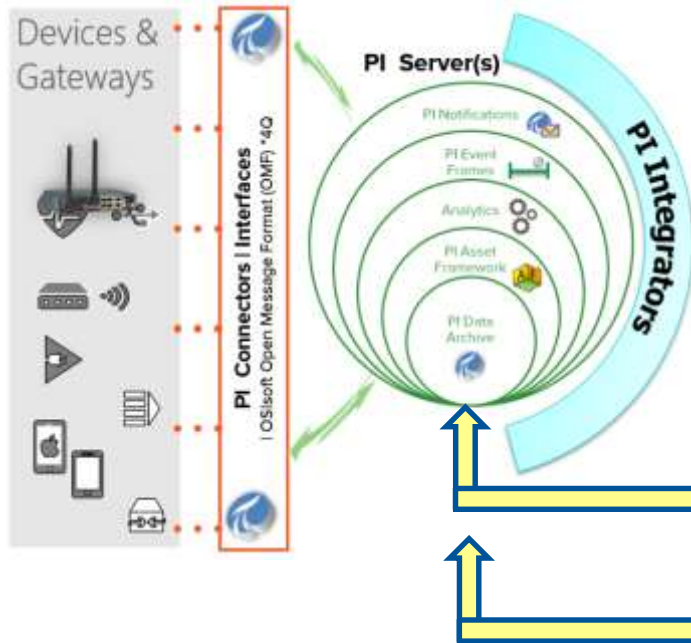 Devices &
Gateways
PI Connectors | Interfaces
| OSIsoft Open Message Format (OMF) *4Q
PI Server(s)
PI Notifications
PI Event
Frames
Analytics
PI Asset
Framework
PI Data
Archive
PI Integrators